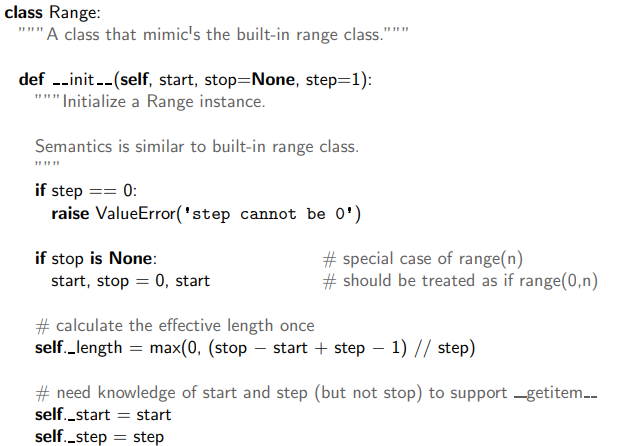 class Range:
"""A class that mimic's the built-in range class."""
def __init__(self, start, stop=None, step=1):
"""Initialize a Range instance.
Semantics is similar to built-in range class.
"""
if step == 0:
raise ValueError('step cannot be 0')
if stop is None: # special case of range(n)
start, stop = 0, start # should be treated as if range(0,n)
# calculate the effective length once
self._length = max(0, (stop − start + step − 1) // step)
# need knowledge of start and step (but not stop) to support __getitem__
self._start = start
self._step = step